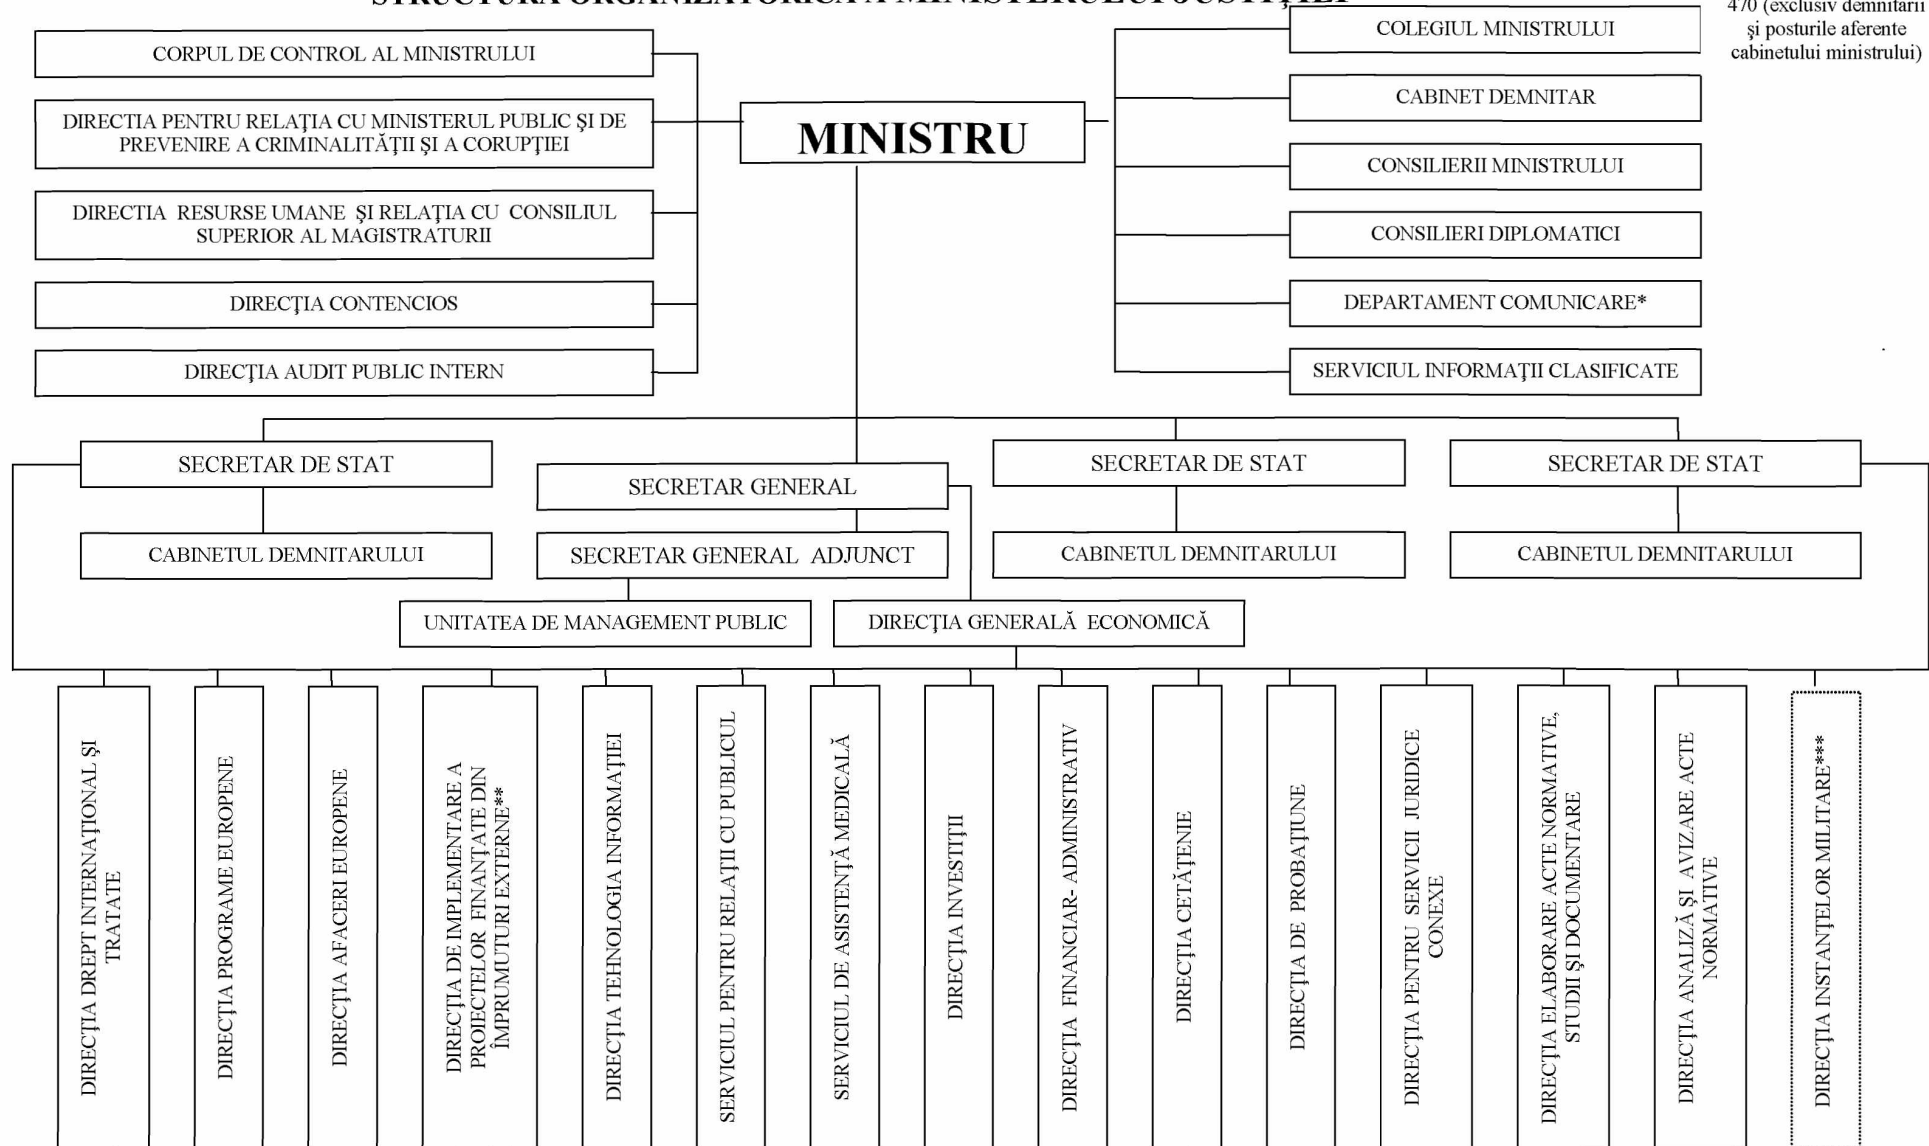 STRUCTURA ORGANIZATORICĂ A MINISTERULUI JUSTIŢIEI
470 (exclusiv demnitarii
şi posturile aferente
cabinetului ministrului)
CORPUL DE CONTROL AL MINISTRULUI
DIRECTIA PENTRU RELAŢIA CU MINISTERUL PUBLIC ŞI DE
PREVENIRE A CRIMINALITĂŢII ŞI A CORUPŢIEI
DIRECTIA RESURSE UMANE ŞI RELAŢIA CU CONSILIUL
SUPERIOR AL MAGISTRATURII
DIRECŢIA CONTENCIOS
DIRECŢIA AUDIT PUBLIC INTERN
MINISTRU
COLEGIUL MINISTRULUI
CABINET DEMNITAR
CONSILIERII MINISTRULUI
CONSILIERI DIPLOMATICI
DEPARTAMENT COMUNICARE*
SERVICIUL INFORMAŢII CLASIFICATE
SECRETAR DE STAT
SECRETAR GENERAL
SECRETAR DE STAT
SECRETAR DE STAT
CABINETUL DEMNITARULUI
SECRETAR GENERAL ADJUNCT
CABINETUL DEMNITARULUI
CABINETUL DEMNITARULUI
UNITATEA DE MANAGEMENT PUBLIC
DIRECŢIA GENERALĂ ECONOMICĂ
DIRECŢIA DREPT INTERNAŢIONAL ŞI
TRATATE
DIRECŢIA PROGRAME EUROPENE
DIRECŢIA AFACERI EUROPENE
DIRECŢIA DE IMPLEMENTARE A
PROIECTELOR FINANŢATE DIN
ÎMPRUMUTURI EXTERNE**
DIRECŢIA TEHNOLOGIA INFORMAŢIEI
SERVICIUL PENTRU RELAŢII CU PUBLICUL
SERVICIUL DE ASISTENŢĂ MEDICALĂ
DIRECŢIA INVESTIŢII
DIRECŢIA FINANCIAR- ADMINISTRATIV
DIRECŢIA CETĂŢENIE
DIRECŢIA DE PROBAŢIUNE
DIRECŢIA PENTRU SERVICII JURIDICE
CONEXE
DIRECŢIA ELABORARE ACTE NORMATIVE,
STUDII ŞI DOCUMENTARE
DIRECŢIA ANALIZĂ ŞI AVIZARE ACTE
NORMATIVE
DIRECŢIA INSTANŢELOR MILITARE***